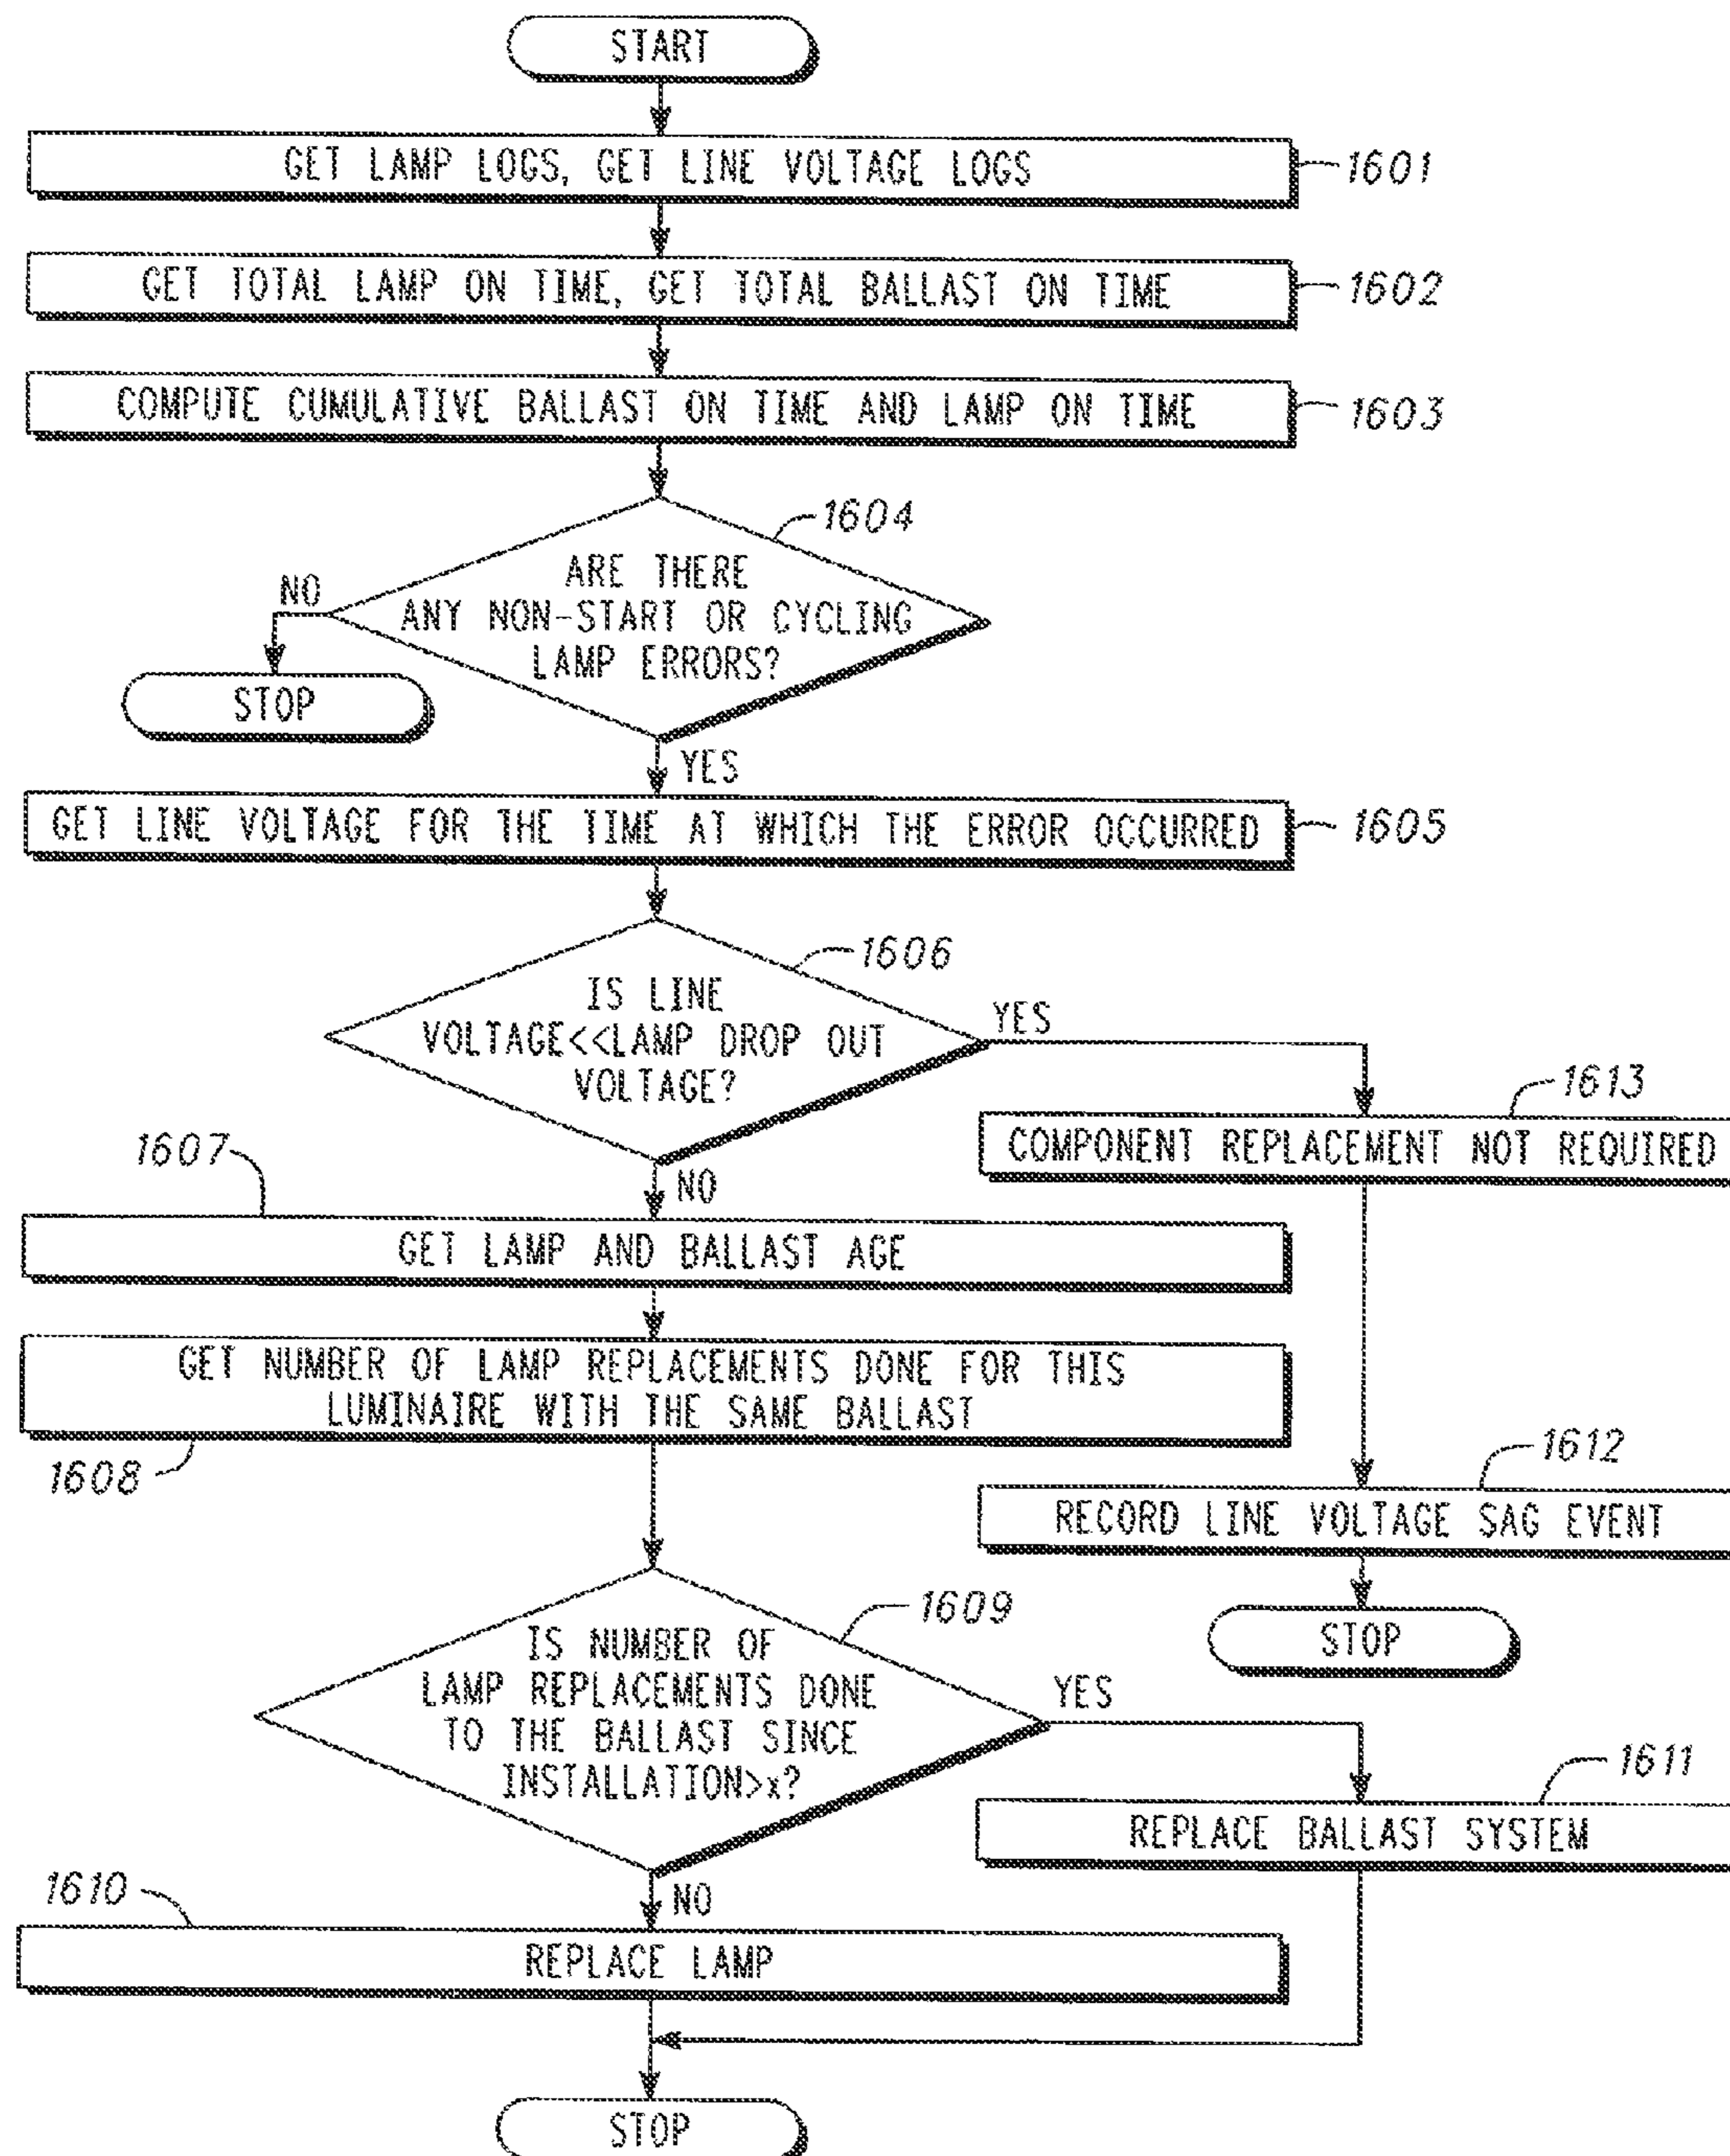 START
GET LAMP LOGS, GET LINE VOLTAGE LOGS
1601
GET TOTAL LAMP ON TIME, GET TOTAL BALLAST ON TIME
1602
COMPUTE CUMULATIVE BALLAST ON TIME AND LAMP ON TIME
1603
1604
ARE THERE
ANY NON-START OR CYCLING
LAMP ERRORS?
NO
STOP
YES
GET LINE VOLTAGE FOR THE TIME AT WHICH THE ERROR OCCURRED
1605
1606
IS LINE
VOLTAGE<<LAMP DROP OUT
VOLTAGE?
YES
1613
COMPONENT REPLACEMENT NOT REQUIRED
NO
1607
GET LAMP AND BALLAST AGE
GET NUMBER OF LAMP REPLACEMENTS DONE FOR THIS
LUMINAIRE WITH THE SAME BALLAST
1608
1612
RECORD LINE VOLTAGE SAG EVENT
STOP
1609
IS NUMBER OF
LAMP REPLACEMENTS DONE
TO THE BALLAST SINCE
INSTALLATION>x?
YES
1611
REPLACE BALLAST SYSTEM
NO
1610
REPLACE LAMP
STOP